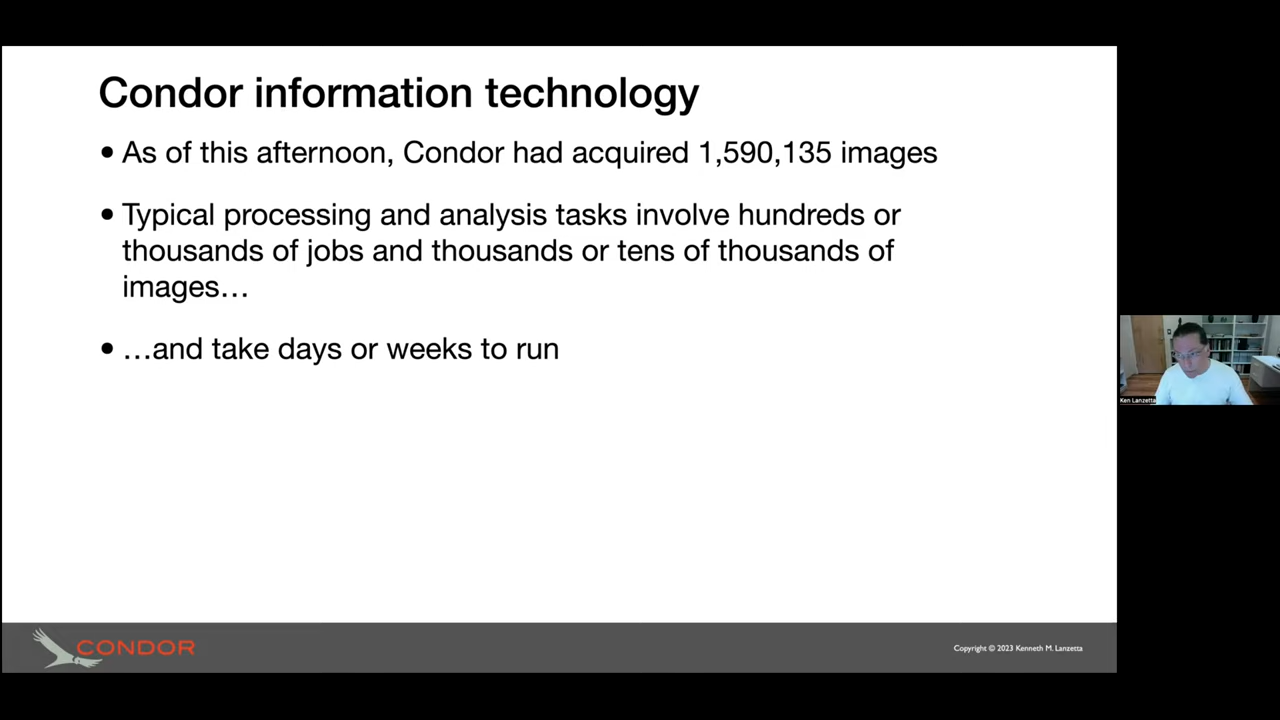 Condor information technology
• As of this afternoon, Condor had acquired 1,590,135 images
• Typical processing and analysis tasks involve hundreds or
thousands of jobs and thousands or tens of thousands of
images…
• …and take days or weeks to run
Ken Lanzetta
CONDOR
Copyright © 2023 Kenneth M. Lanzetta